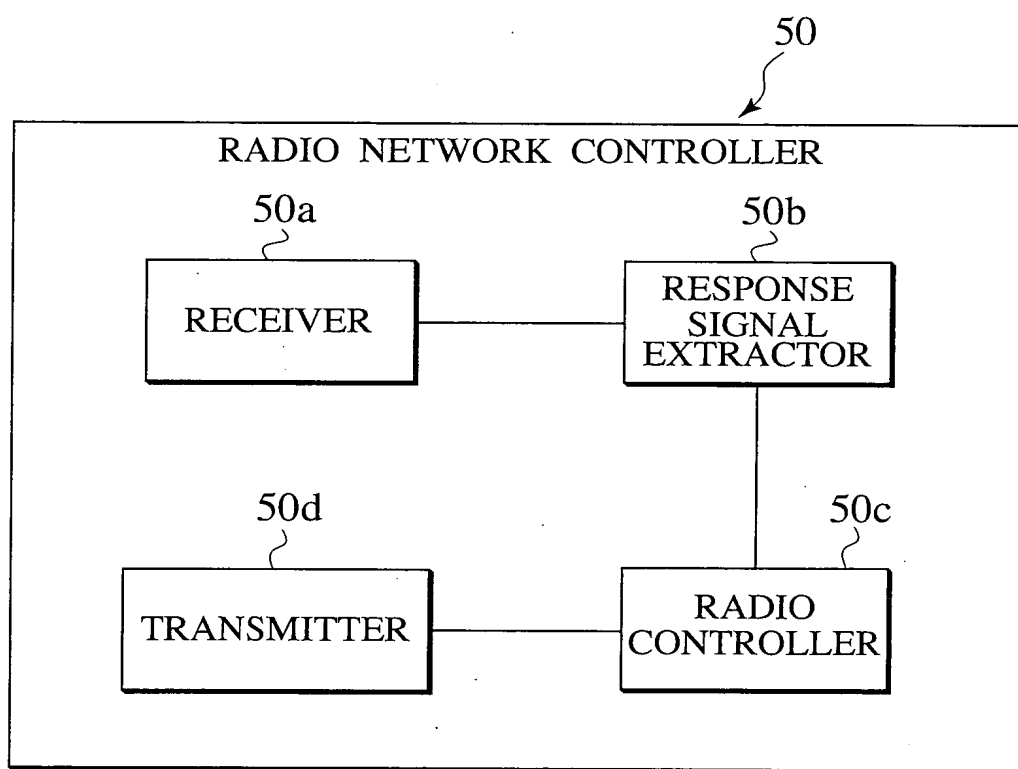 50
RADIO NETWORK CONTROLLER
50a
50b
RECEIVER
RESPONSE
SIGNAL
EXTRACTOR
50d
50c
TRANSMITTER
RADIO
CONTROLLER